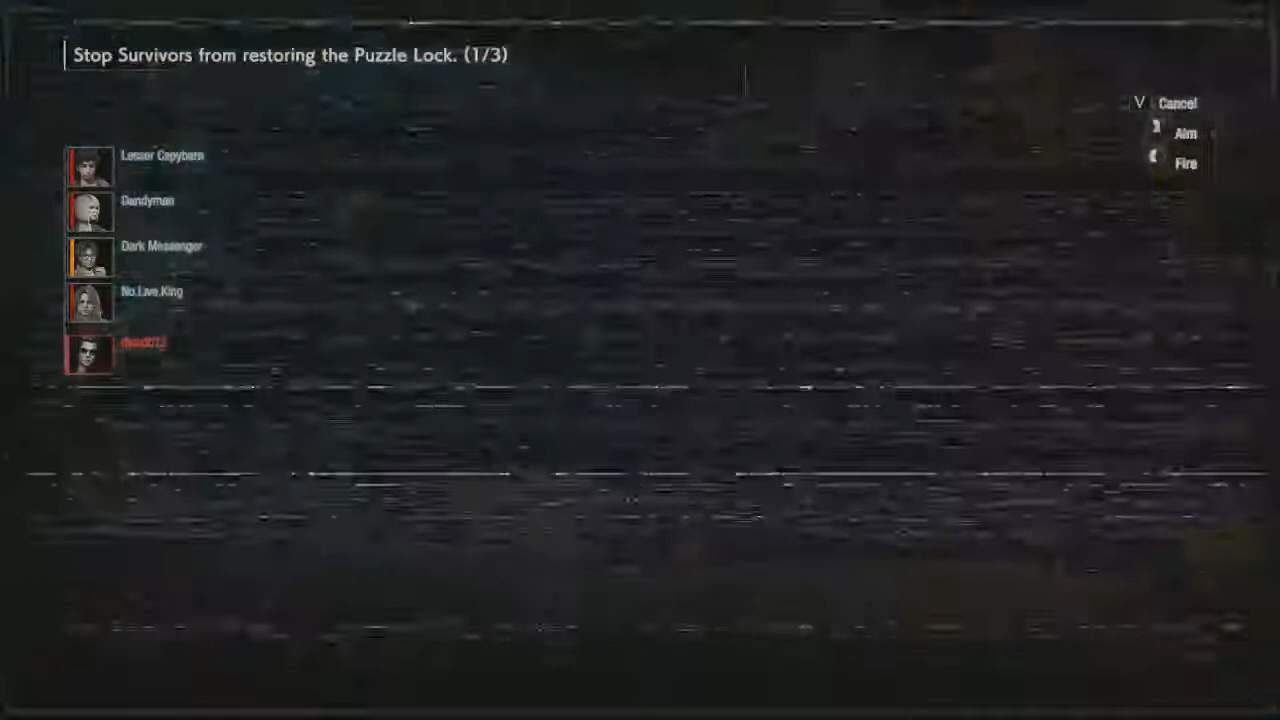 Stop Survivors from restoring the Puzzle Lock. (1/3)
V Cancel
Aim
Fire
Lesser Capybara
Dandyman
Dark Messenger
No.Live.King